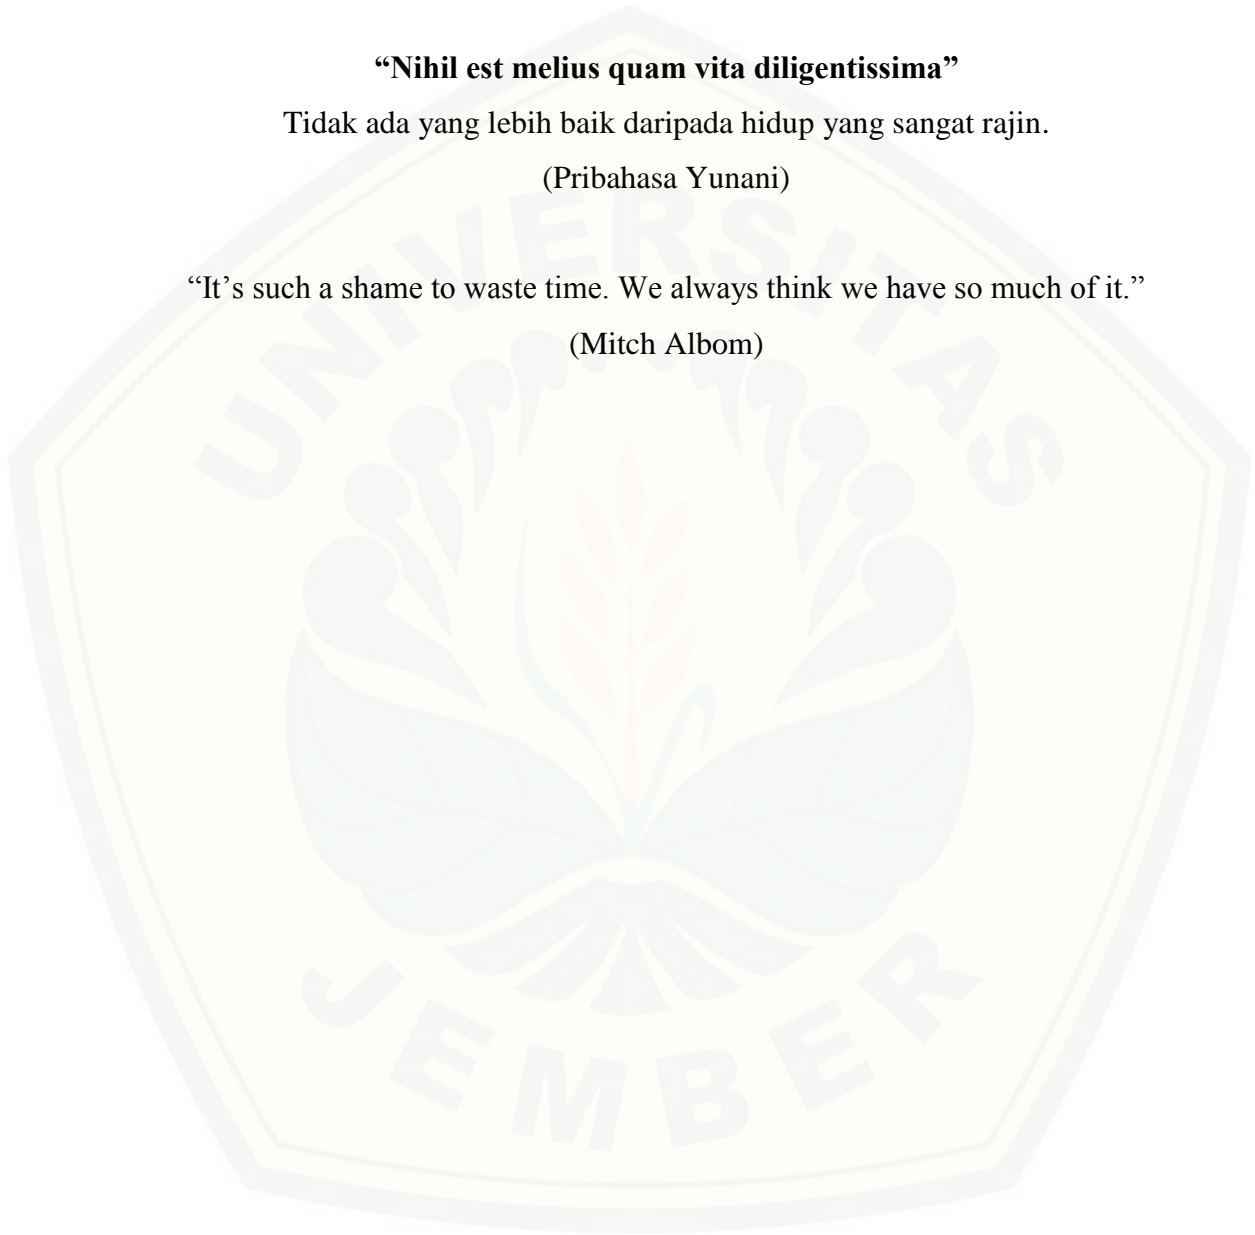 “Nihil est melius quam vita diligentissima”
Tidak ada yang lebih baik daripada hidup yang sangat rajin.
(Pribahasa Yunani)
“It’s such a shame to waste time. We always think we have so much of it.”
(Mitch Albom)
UNIVERSITAS
JEMBER